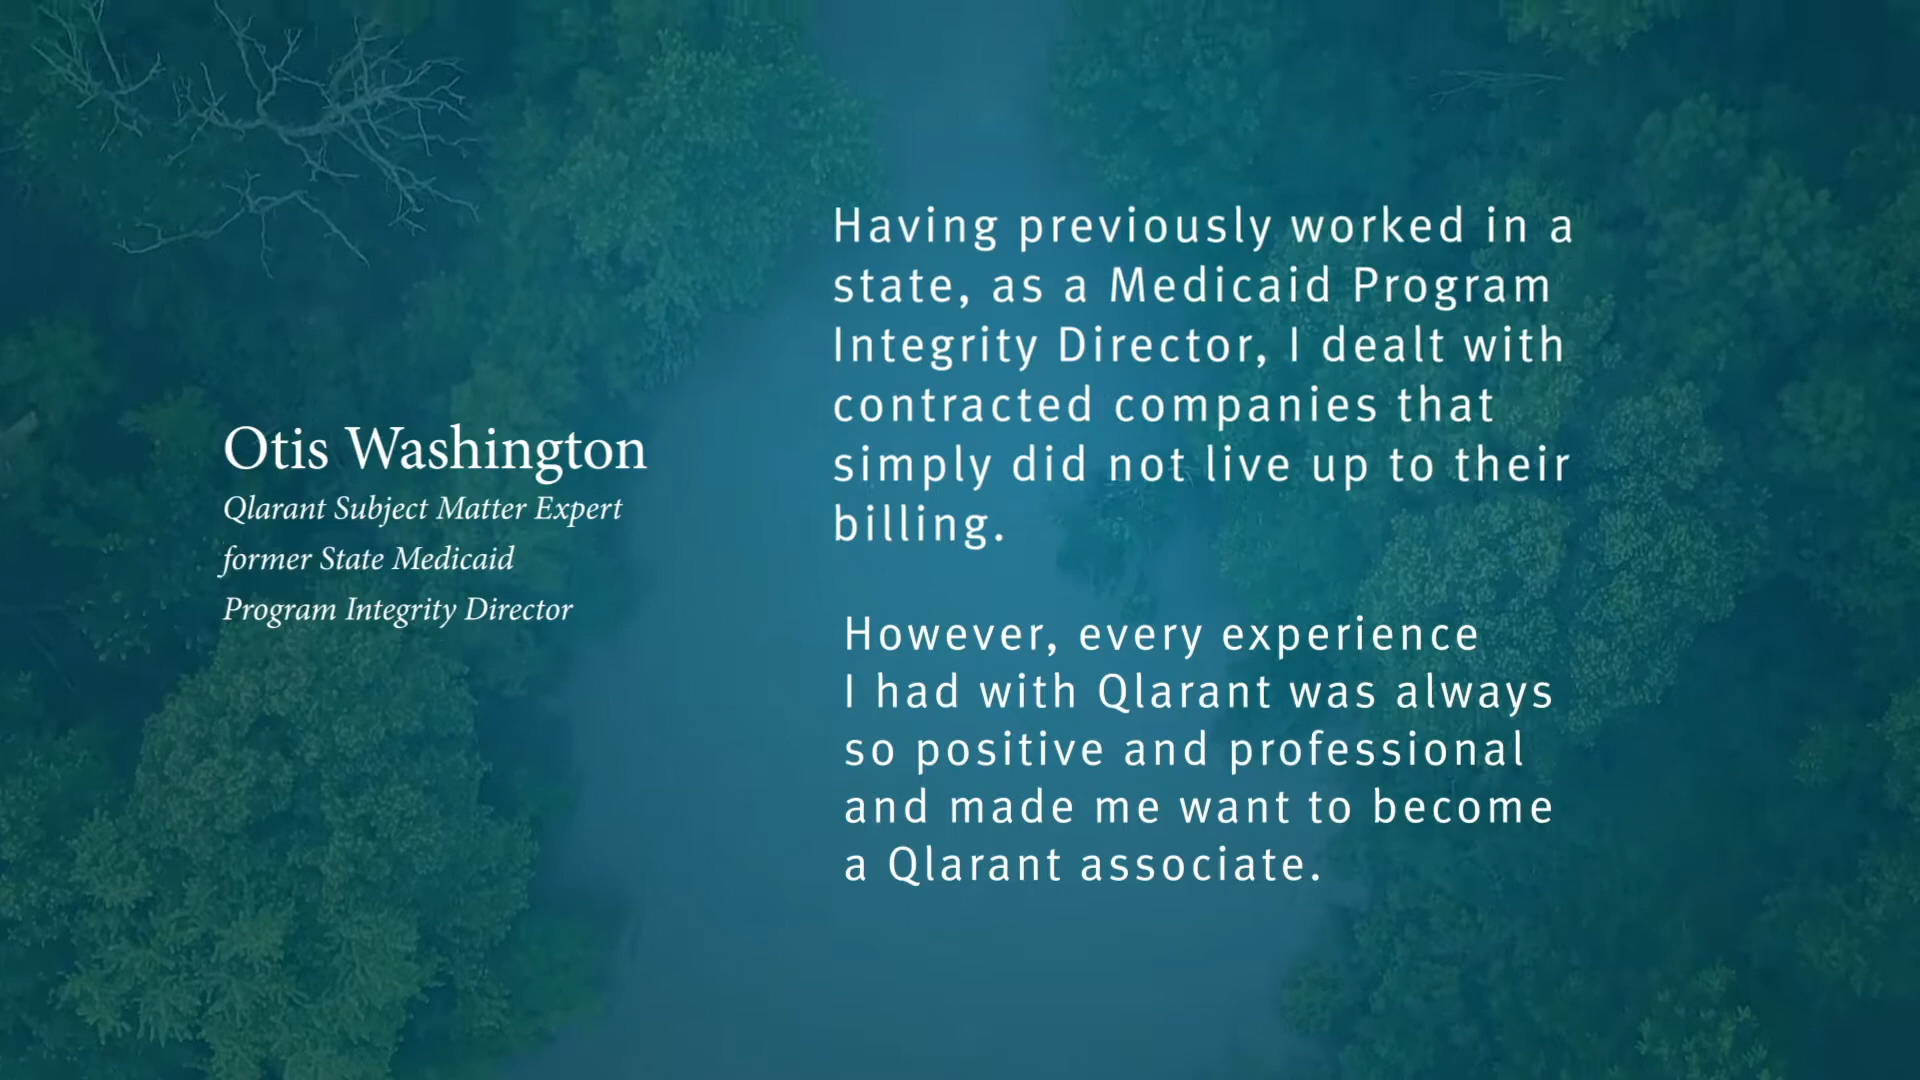 Otis Washington
Qlarant Subject Matter Expert
former State Medicaid
Program Integrity Director
Having previously worked in a
state, as a Medicaid Program
Integrity Director, I dealt with
contracted companies that
simply did not live up to their
billing.
However, every experience
I had with Qlarant was always
so positive and professional
and made me want to become
a Qlarant associate.